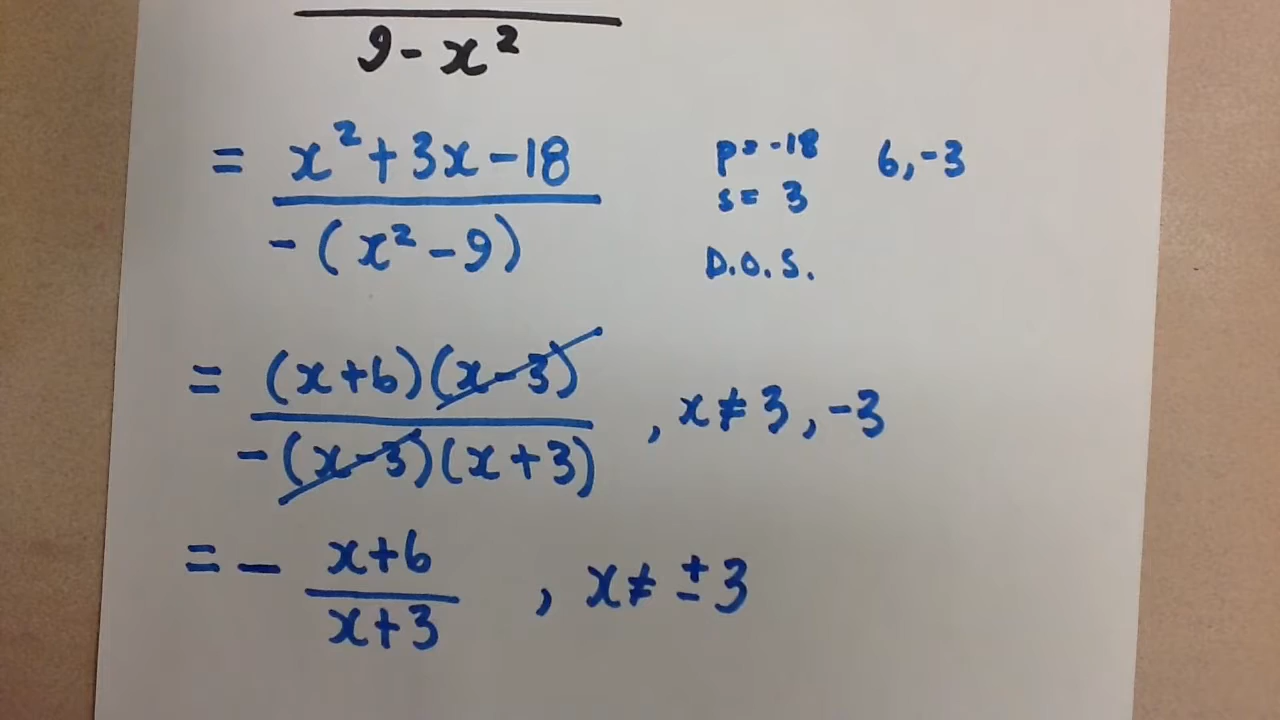 9 - x²
= x² + 3x - 18
- (x² - 9)
p = -18 6, -3
s = 3
D.O.S.
= (x+6)(x-3)
-(x-3)(x+3)
, x ≠ 3, -3
= - x+6
x+3
, x ≠ ± 3